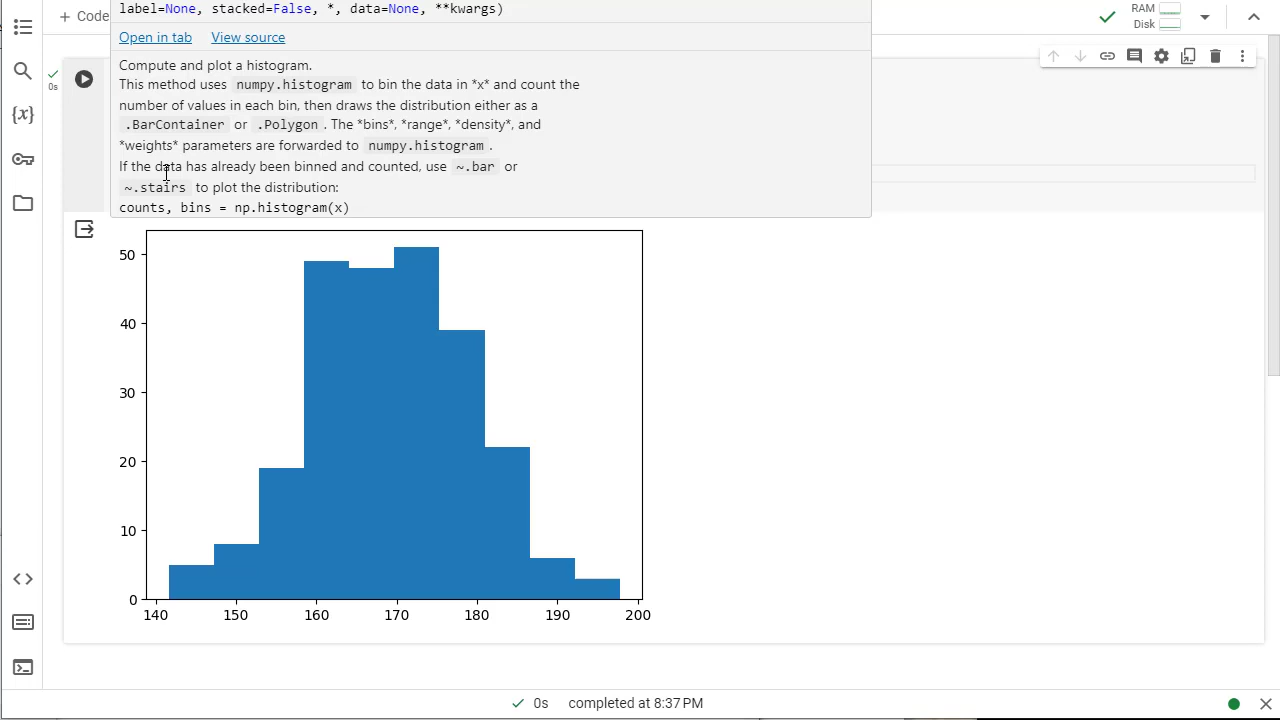 label=None, stacked=False, *, data=None, **kwargs)
+ Code
RAM
Disk
Open in tab View source
0s
Compute and plot a histogram.
This method uses numpy.histogram to bin the data in *x* and count the
number of values in each bin, then draws the distribution either as a
.BarContainer or .Polygon. The *bins*, *range*, *density*, and
*weights* parameters are forwarded to numpy.histogram.
If the data has already been binned and counted, use ~.bar or
~.stairs to plot the distribution:
counts, bins = np.histogram(x)
{x}
50
40
30
20
10
0
140 150 160 170 180 190 200
0s completed at 8:37 PM